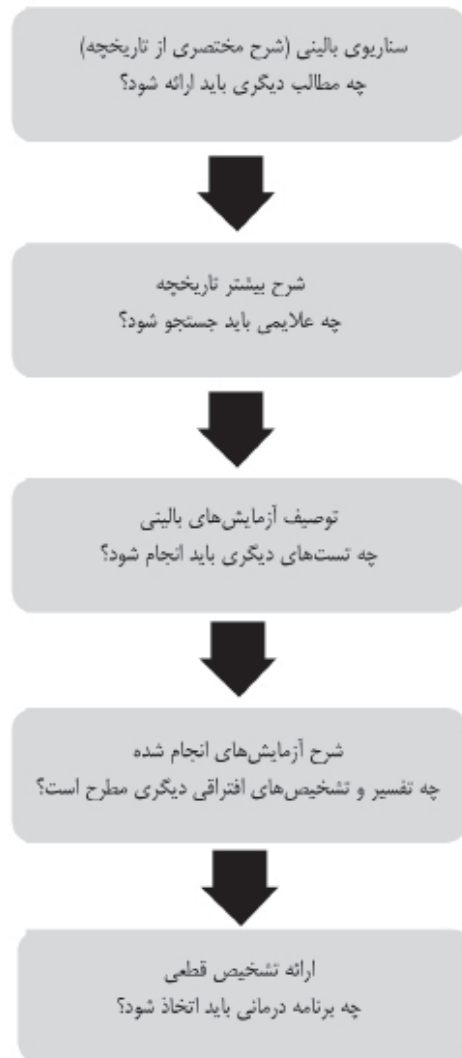 سناریوی بالینی (شرح مختصری از تاریخچه)
چه مطالب دیگری باید ارائه شود؟
شرح بیشتر تاریخچه
چه علایمی باید جستجو شود؟
توصیف آزمایش‌های بالینی
چه تست‌های دیگری باید انجام شود؟
شرح آزمایش‌های انجام شده
چه تفسیر و تشخیص‌های افتراقی دیگری مطرح است؟
ارائه تشخیص قطعی
چه برنامه درمانی باید اتخاذ شود؟